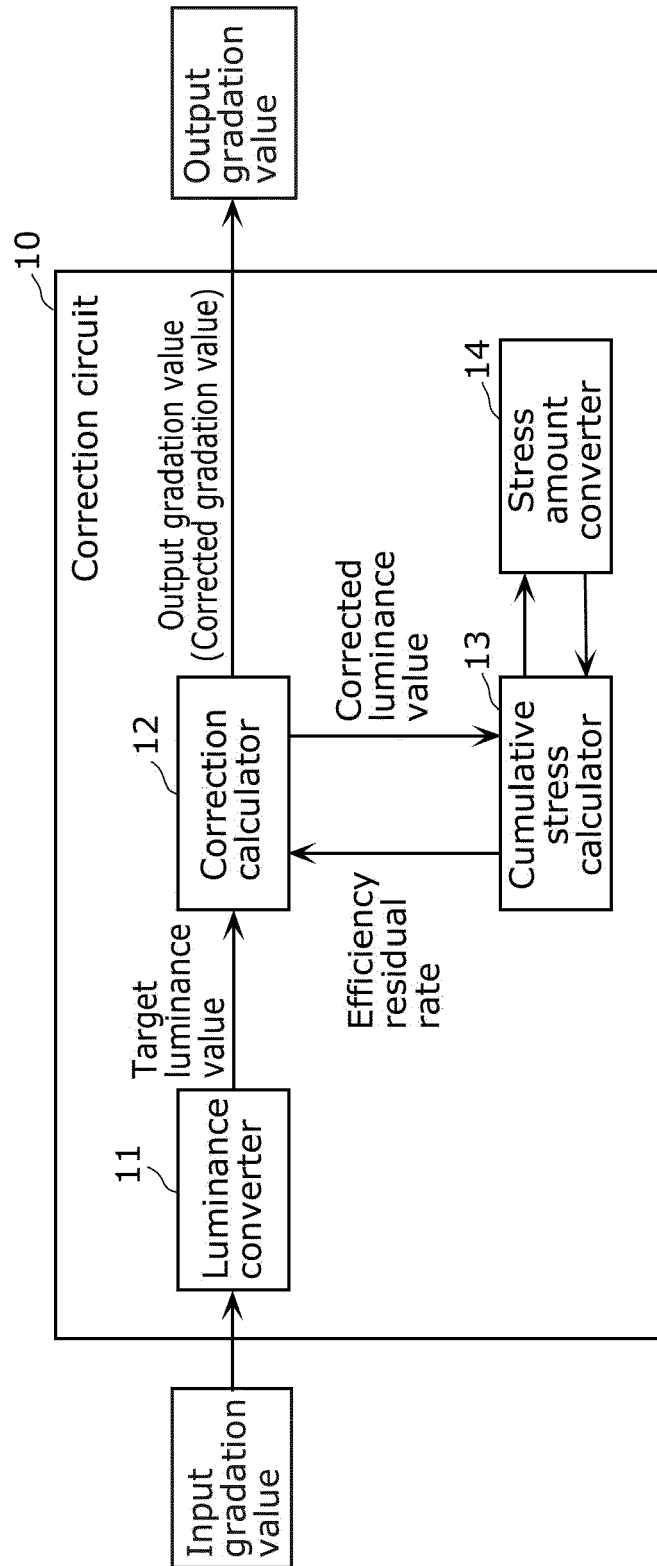 10
Correction circuit
Input
gradation
value
11
Luminance
converter
Target
luminance
value
12
Correction
calculator
Output gradation value
(Corrected gradation value)
Output
gradation
value
Efficiency
residual
rate
Corrected
luminance
value
13
Cumulative
stress
calculator
14
Stress
amount
converter